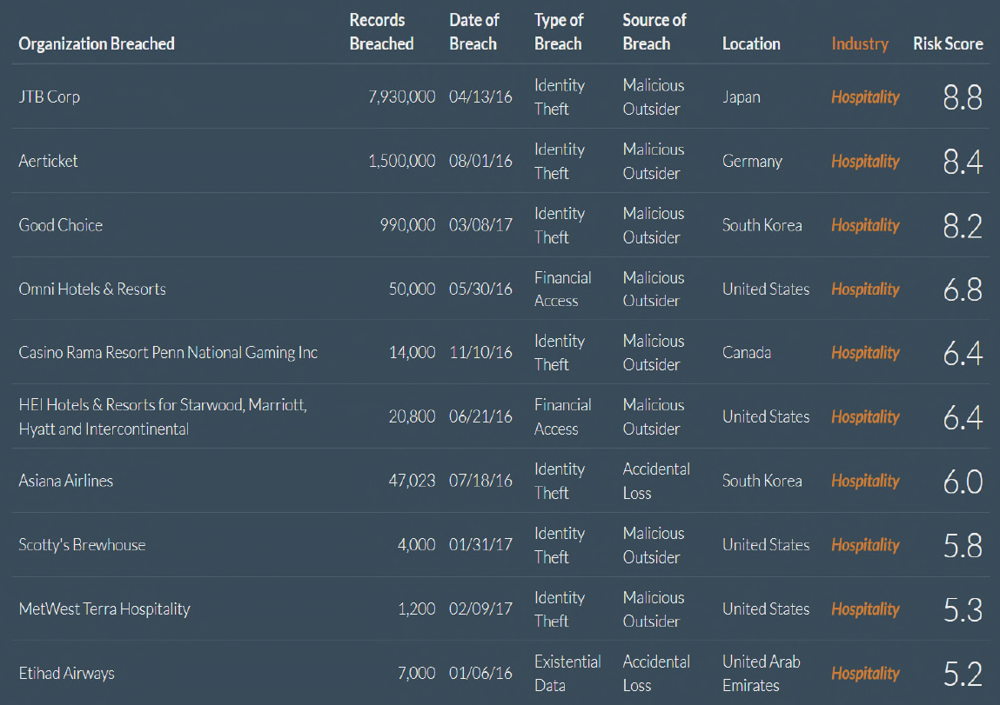 Organization Breached Records Breached Date of Breach Type of Breach Source of Breach Location Industry Risk Score
JTB Corp 7,930,000 04/13/16 Identity Theft Malicious Outsider Japan Hospitality 8.8
Aerticket 1,500,000 08/01/16 Identity Theft Malicious Outsider Germany Hospitality 8.4
Good Choice 990,000 03/08/17 Identity Theft Malicious Outsider South Korea Hospitality 8.2
Omni Hotels & Resorts 50,000 05/30/16 Financial Access Malicious Outsider United States Hospitality 6.8
Casino Rama Resort Penn National Gaming Inc 14,000 11/10/16 Identity Theft Malicious Outsider Canada Hospitality 6.4
HEI Hotels & Resorts for Starwood, Marriott, Hyatt and Intercontinental 20,800 06/21/16 Financial Access Malicious Outsider United States Hospitality 6.4
Asiana Airlines 47,023 07/18/16 Identity Theft Accidental Loss South Korea Hospitality 6.0
Scotty's Brewhouse 4,000 01/31/17 Identity Theft Malicious Outsider United States Hospitality 5.8
MetWest Terra Hospitality 1,200 02/09/17 Identity Theft Malicious Outsider United States Hospitality 5.3
Etihad Airways 7,000 01/06/16 Existential Data Accidental Loss United Arab Emirates Hospitality 5.2